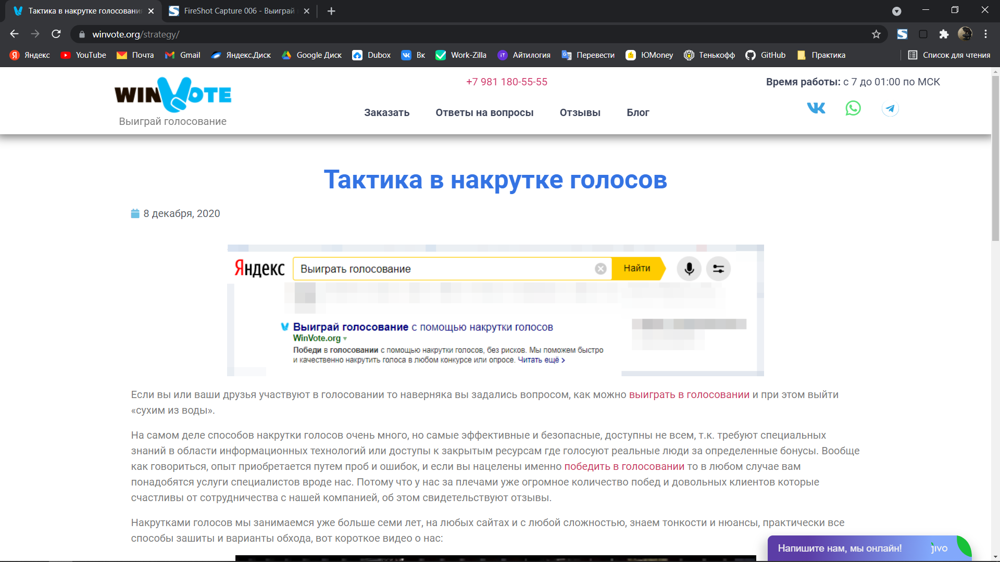 Тактика в накрутке голосовани
FireShot Capture 006 - Выиграй
winvote.org/strategy/
Яндекс
YouTube
Почта
Gmail
Яндекс.Диск
Google Диск
Dubox
Вк
Work-Zilla
Айтилогия
Перевести
ЮMoney
Тенькофф
GitHub
Практика
Список для чтения
WINVOTE
Выиграй голосование
+7 981 180-55-55
Время работы: с 7 до 01:00 по МСК
Заказать
Ответы на вопросы
Отзывы
Блог
Тактика в накрутке голосов
8 декабря, 2020
Яндекс
Выиграть голосование
Найти
Выиграй голосование с помощью накрутки голосов
WinVote.org
Победи в голосовании с помощью накрутки голосов, без рисков. Мы поможем быстро
и качественно накрутить голоса в любом конкурсе или опросе. Читать ещё >
Если вы или ваши друзья участвуют в голосовании то наверняка вы задались вопросом, как можно выиграть в голосовании и при этом выйти
«сухим из воды».
На самом деле способов накрутки голосов очень много, но самые эффективные и безопасные, доступны не всем, т.к. требуют специальных
знаний в области информационных технологий или доступы к закрытым ресурсам где голосуют реальные люди за определенные бонусы. Вообще
как говориться, опыт приобретается путем проб и ошибок, и если вы нацелены именно победить в голосовании то в любом случае вам
понадобятся услуги специалистов вроде нас. Потому что у нас за плечами уже огромное количество побед и довольных клиентов которые
счастливы от сотрудничества с нашей компанией, об этом свидетельствуют отзывы.
Накрутками голосов мы занимаемся уже больше семи лет, на любых сайтах и с любой сложностью, знаем тонкости и нюансы, практически все
способы зашиты и варианты обхода, вот короткое видео о нас:
Напишите нам, мы онлайн!
jivo